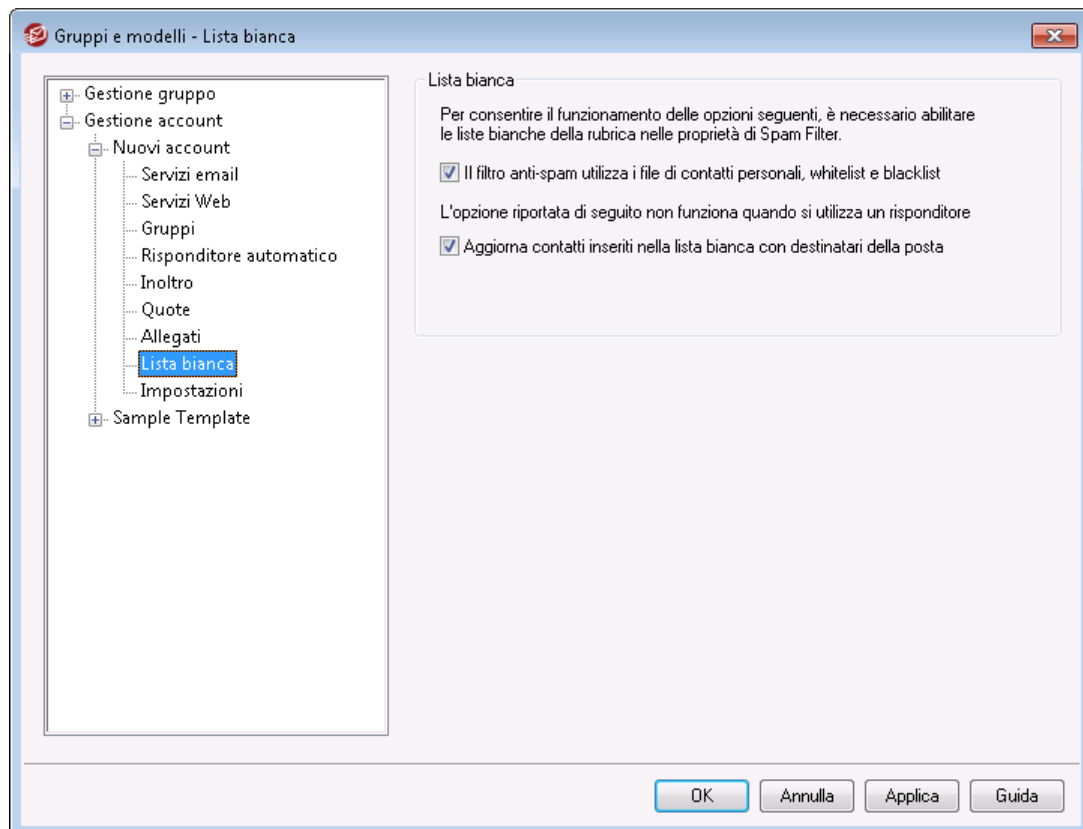 Gruppi e modelli - Lista bianca
Gestione gruppo
Gestione account
Nuovi account
Servizi email
Servizi Web
Gruppi
Risponditore automatico
Inoltro
Quote
Allegati
Lista bianca
Impostazioni
Sample Template
Lista bianca
Per consentire il funzionamento delle opzioni seguenti, è necessario abilitare
le liste bianche della rubrica nelle proprietà di Spam Filter.
Il filtro anti-spam utilizza i file di contatti personali, whitelist e blacklist
L'opzione riportata di seguito non funziona quando si utilizza un risponditore
Aggiorna contatti inseriti nella lista bianca con destinatari della posta
OK
Annulla
Applica
Guida